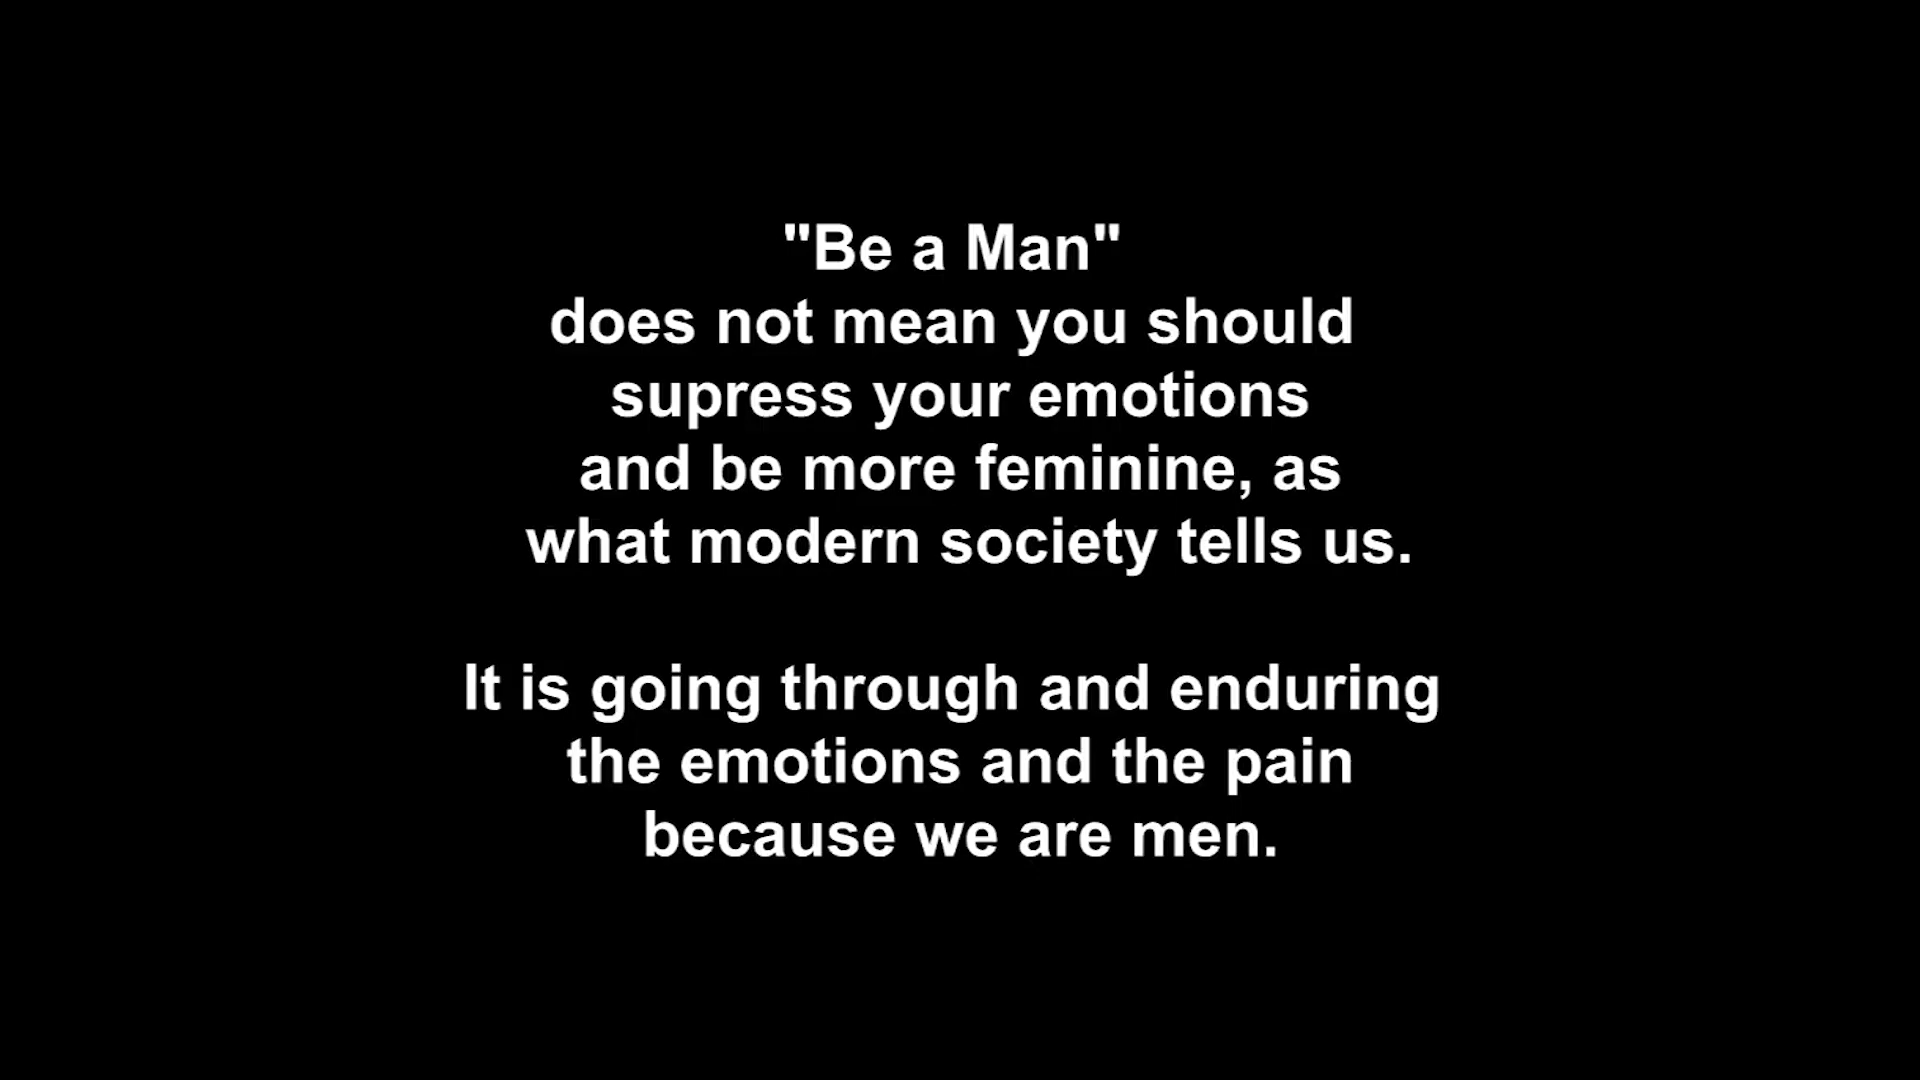 "Be a Man"
does not mean you should
supress your emotions
and be more feminine, as
what modern society tells us.
It is going through and enduring
the emotions and the pain
because we are men.